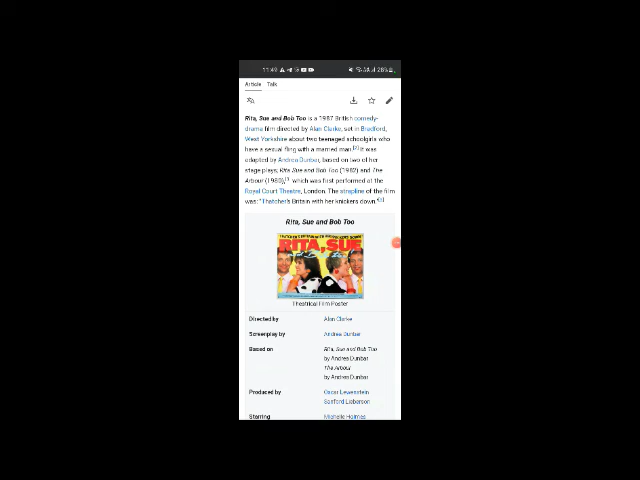 11:49
28%
Article Talk
Rita, Sue and Bob Too is a 1987 British comedy-
drama film directed by Alan Clarke, set in Bradford,
West Yorkshire about two teenaged schoolgirls who
have a sexual fling with a married man.[2] It was
adapted by Andrea Dunbar, based on two of her
stage plays; Rita Sue and Bob Too (1982) and The
Arbour (1980), which was first performed at the
Royal Court Theatre, London. The strapline of the film
was: "Thatcher's Britain with her knickers down."[3]
Rita, Sue and Bob Too
RITA, SUE
Theatrical Film Poster
Directed by Alan Clarke
Screenplay by Andrea Dunbar
Based on Rita, Sue and Bob Too
by Andrea Dunbar
The Arbour
by Andrea Dunbar
Produced by Oscar Lewenstein
Sanford Lieberson
Starring Michelle Holmes